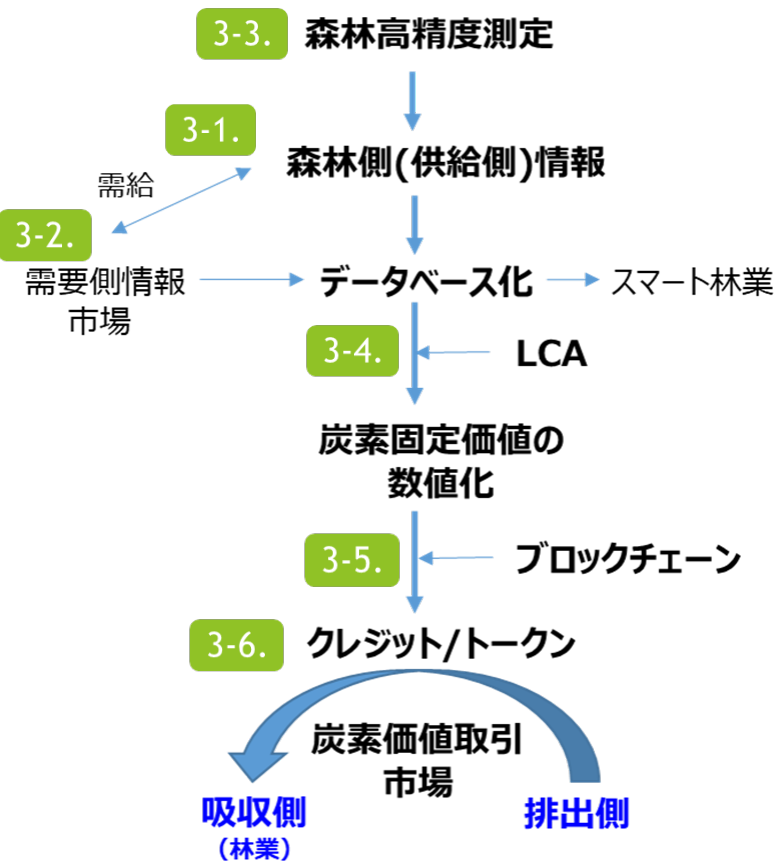 3-3.
森林高精度測定
3-1.
森林側(供給側)情報
需給
3-2.
需要側情報
市場
データベース化
スマート林業
3-4.
LCA
炭素固定価値の
数値化
3-5.
ブロックチェーン
3-6.
クレジット/トークン
炭素価値取引
市場
吸収側
(林業)
排出側